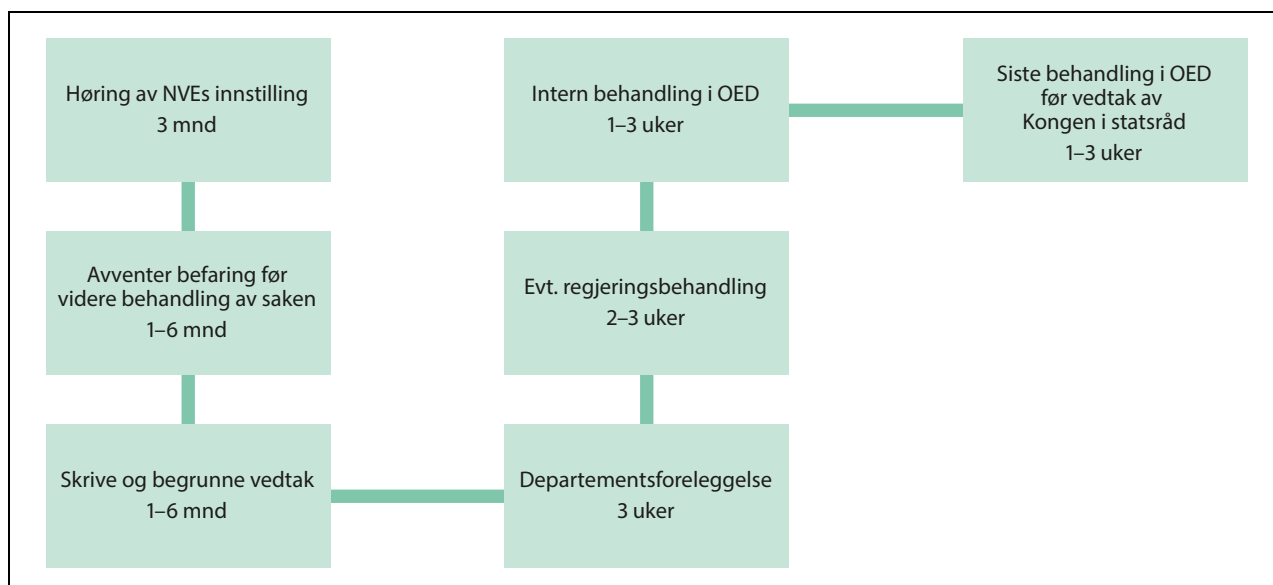 Høring av NVEs innstilling
3 mnd
Avventer befaring før
videre behandling av saken
1–6 mnd
Skrive og begrunne vedtak
1–6 mnd
Departementsforeleggelse
3 uker
Evt. regjeringsbehandling
2–3 uker
Intern behandling i OED
1–3 uker
Siste behandling i OED
før vedtak av
Kongen i statsråd
1–3 uker